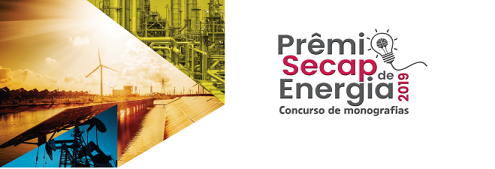 Prêmio
Secap de
Energia 2019
Concurso de monografias